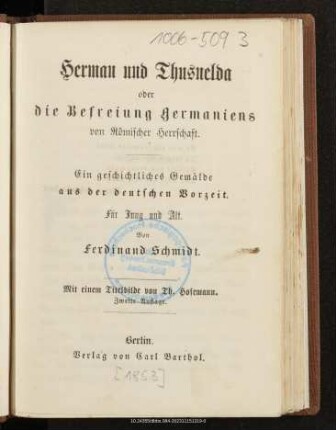 1006-509 3
Herman und Thusnelda
oder
die Befreiung Germaniens
von Römischer Herrschaft.
Ein geschichtliches Gemälde
aus der deutschen Vorzeit.
Für Jung und Alt.
Von
Ferdinand Schmidt.
Mit einem Titelbilde von Th. Hosemann.
Zweite Auflage.
Berlin.
Verlag von Carl Barthol.
[1853]